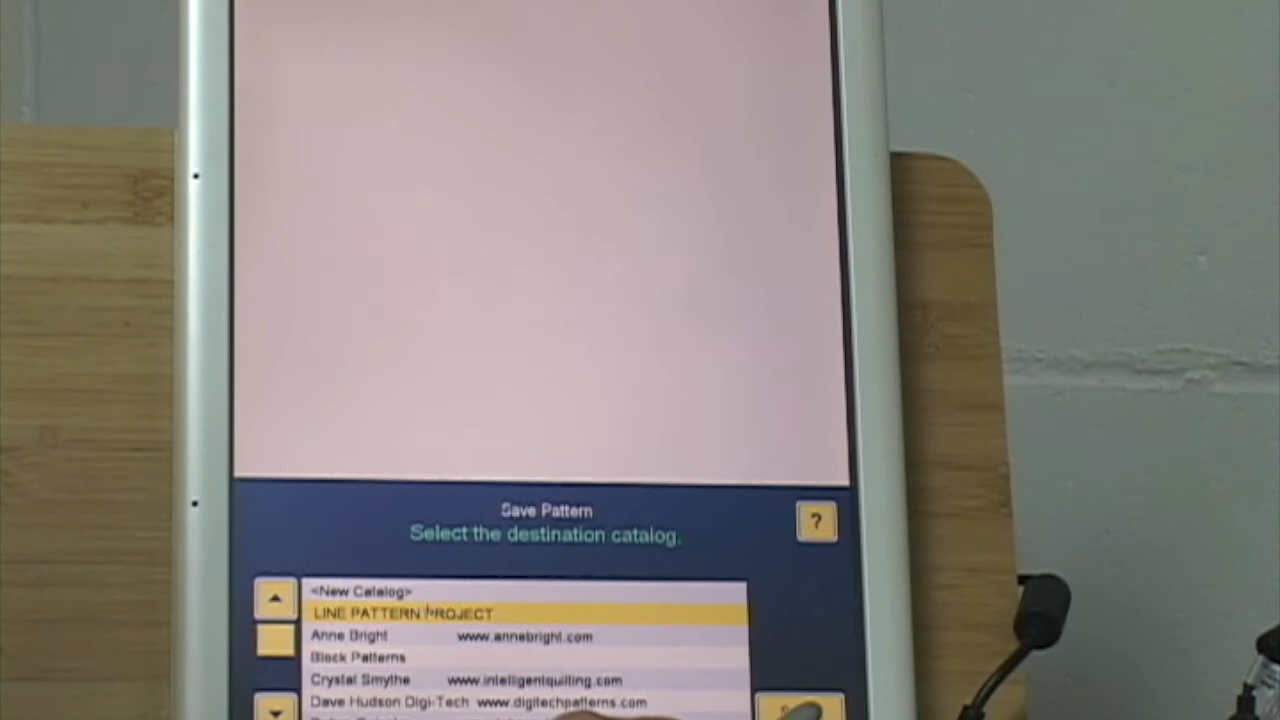 Save Pattern
?
Select the destination catalog.
<New Catalog>
LINE PATTERN PROJECT
Anne Bright www.annebright.com
Block Patterns
Crystal Smythe www.intelligentquilting.com
Dave Hudson Digi-Tech www.digitechpatterns.com